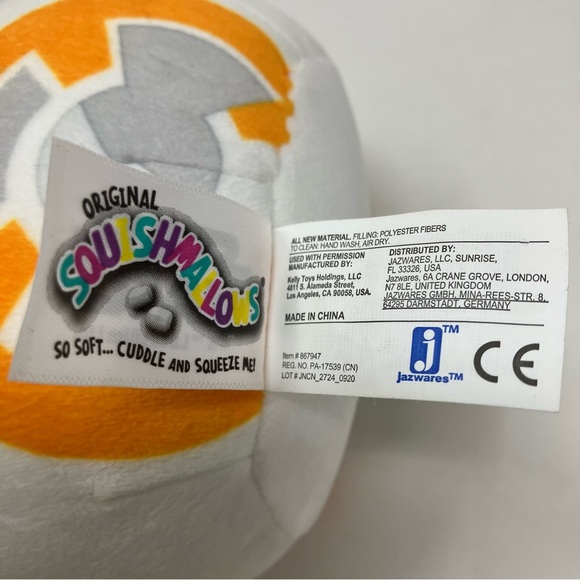 ORIGINAL
SQUISHMALLOWS
SO SOFT... CUDDLE AND SQUEEZE ME!
ALL NEW MATERIAL. FILLING: POLYESTER FIBERS
TO CLEAN: HAND WASH, AIR DRY.
USED WITH PERMISSION
MANUFACTURED BY:
Kelly Toys Holdings, LLC
4811 S. Alameda Street,
Los Angeles, CA 90058, USA.
DISTRIBUTED BY:
JAZWARES, LLC, SUNRISE,
FL 33326, USA
JAZWARES, 6A CRANE GROVE, LONDON,
N7 8LE, UNITED KINGDOM
JAZWARES GMBH, MINA-REES-STR. 8,
64295 DARMSTADT, GERMANY
MADE IN CHINA
Item # 867947
REG. NO. PA-17539 (CN)
LOT # JNCN_2724_0920
j TM
jazwares™
CE